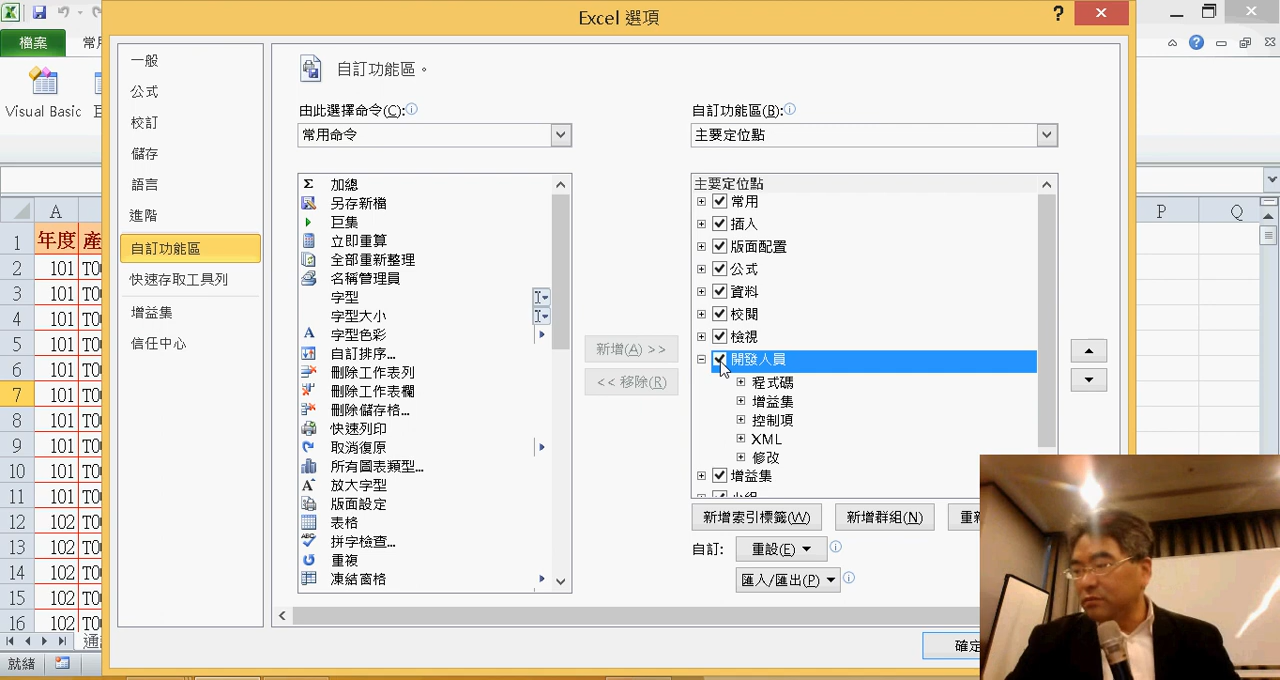 Excel 選項
檔案
Visual Basic
一般
公式
校訂
儲存
語言
進階
自訂功能區
快速存取工具列
增益集
信任中心
自訂功能區。
由此選擇命令(C):
常用命令
加總
另存新檔
巨集
立即重算
全部重新整理
名稱管理員
字型
字型大小
字型色彩
自訂排序...
刪除工作表列
刪除工作表欄
刪除儲存格...
快速列印
取消復原
所有圖表類型...
放大字型
版面設定
表格
拼字檢查...
重複
凍結窗格
新增(A) >>
<< 移除(R)
自訂功能區(B):
主要定位點
主要定位點
常用
插入
版面配置
公式
資料
校閱
檢視
開發人員
程式碼
增益集
控制項
XML
修改
增益集
新增索引標籤(W)
新增群組(N)
自訂:
重設(E)
匯入/匯出(P)
確定
A
P
Q
1 年度 產
2 101
3 101
4 101
5 101
6 101
7 101
8 101
9 101
10 101
11 101
12 102
13 102
14 102
15 102
16 102
就緒